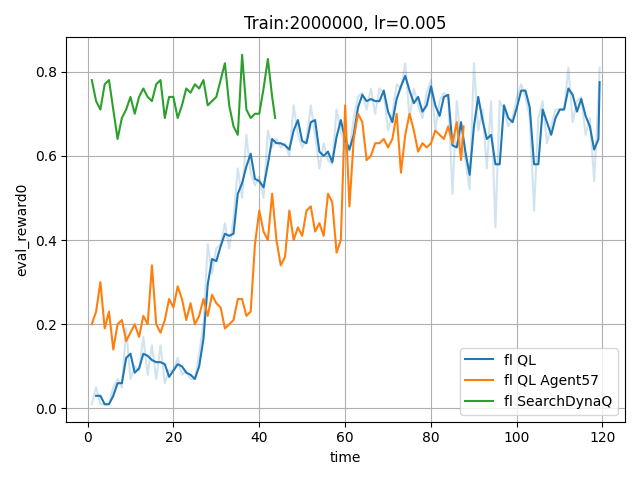 Train:2000000, lr=0.005
eval_reward0
0.8
0.6
0.4
0.2
0.0
0
20
40
60
80
100
120
time
fl QL
fl QL Agent57
fl SearchDynaQ